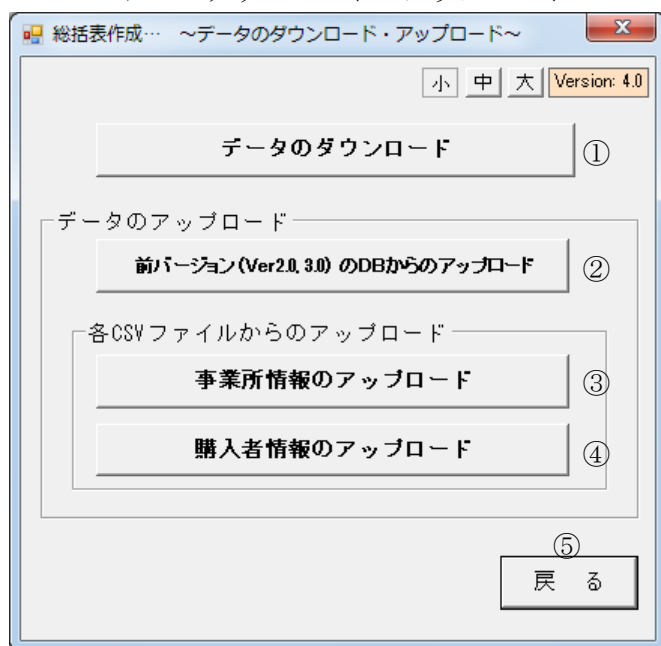 総括表作成… ～データのダウンロード・アップロード～
小 中 大 Version: 4.0
データのダウンロード ①
データのアップロード
前バージョン(Ver2.0, 3.0) のDBからのアップロード ②
各CSVファイルからのアップロード
事業所情報のアップロード ③
購入者情報のアップロード ④
⑤
戻 る